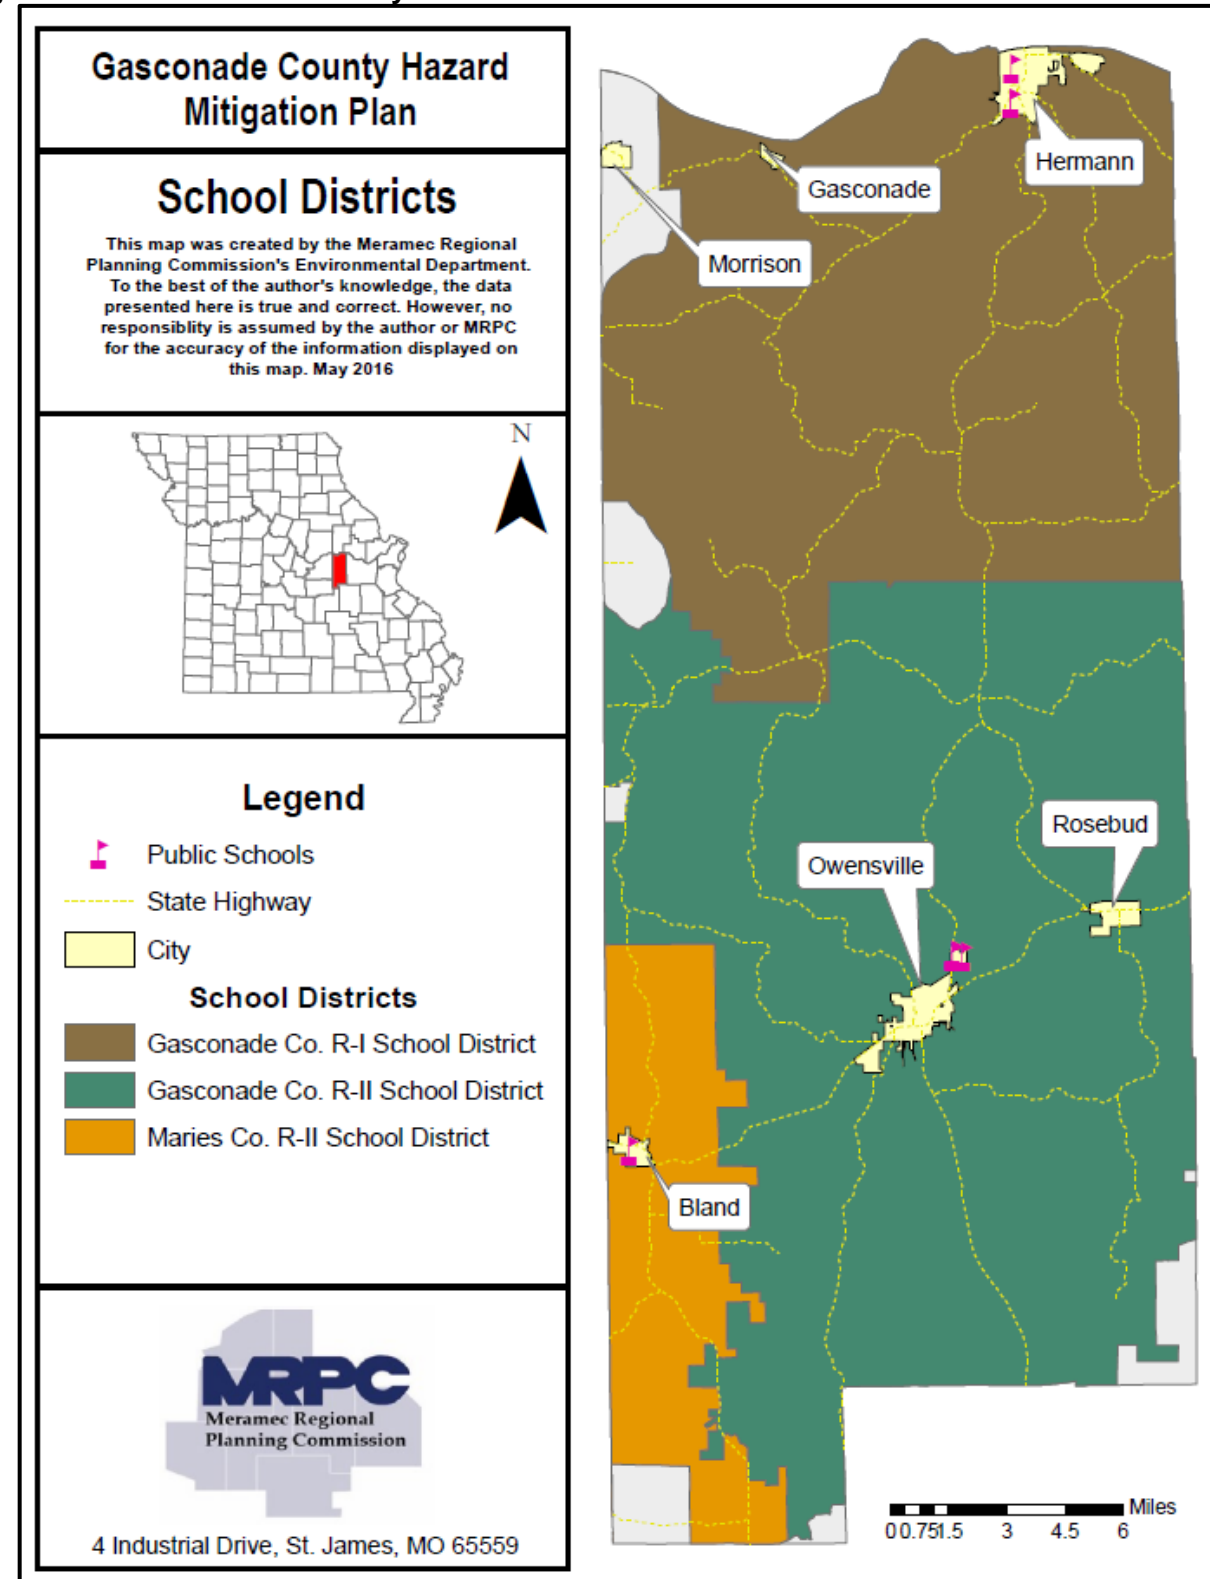 Gasconade County Hazard
Mitigation Plan
School Districts
This map was created by the Meramec Regional
Planning Commission's Environmental Department.
To the best of the author's knowledge, the data
presented here is true and correct. However, no
responsiblity is assumed by the author or MRPC
for the accuracy of the information displayed on
this map. May 2016
N
Legend
Public Schools
State Highway
City
School Districts
Gasconade Co. R-I School District
Gasconade Co. R-II School District
Maries Co. R-II School District
MRPC
Meramec Regional
Planning Commission
4 Industrial Drive, St. James, MO 65559
Hermann
Gasconade
Morrison
Rosebud
Owensville
Bland
Miles
0 0.75 1.5 3 4.5 6